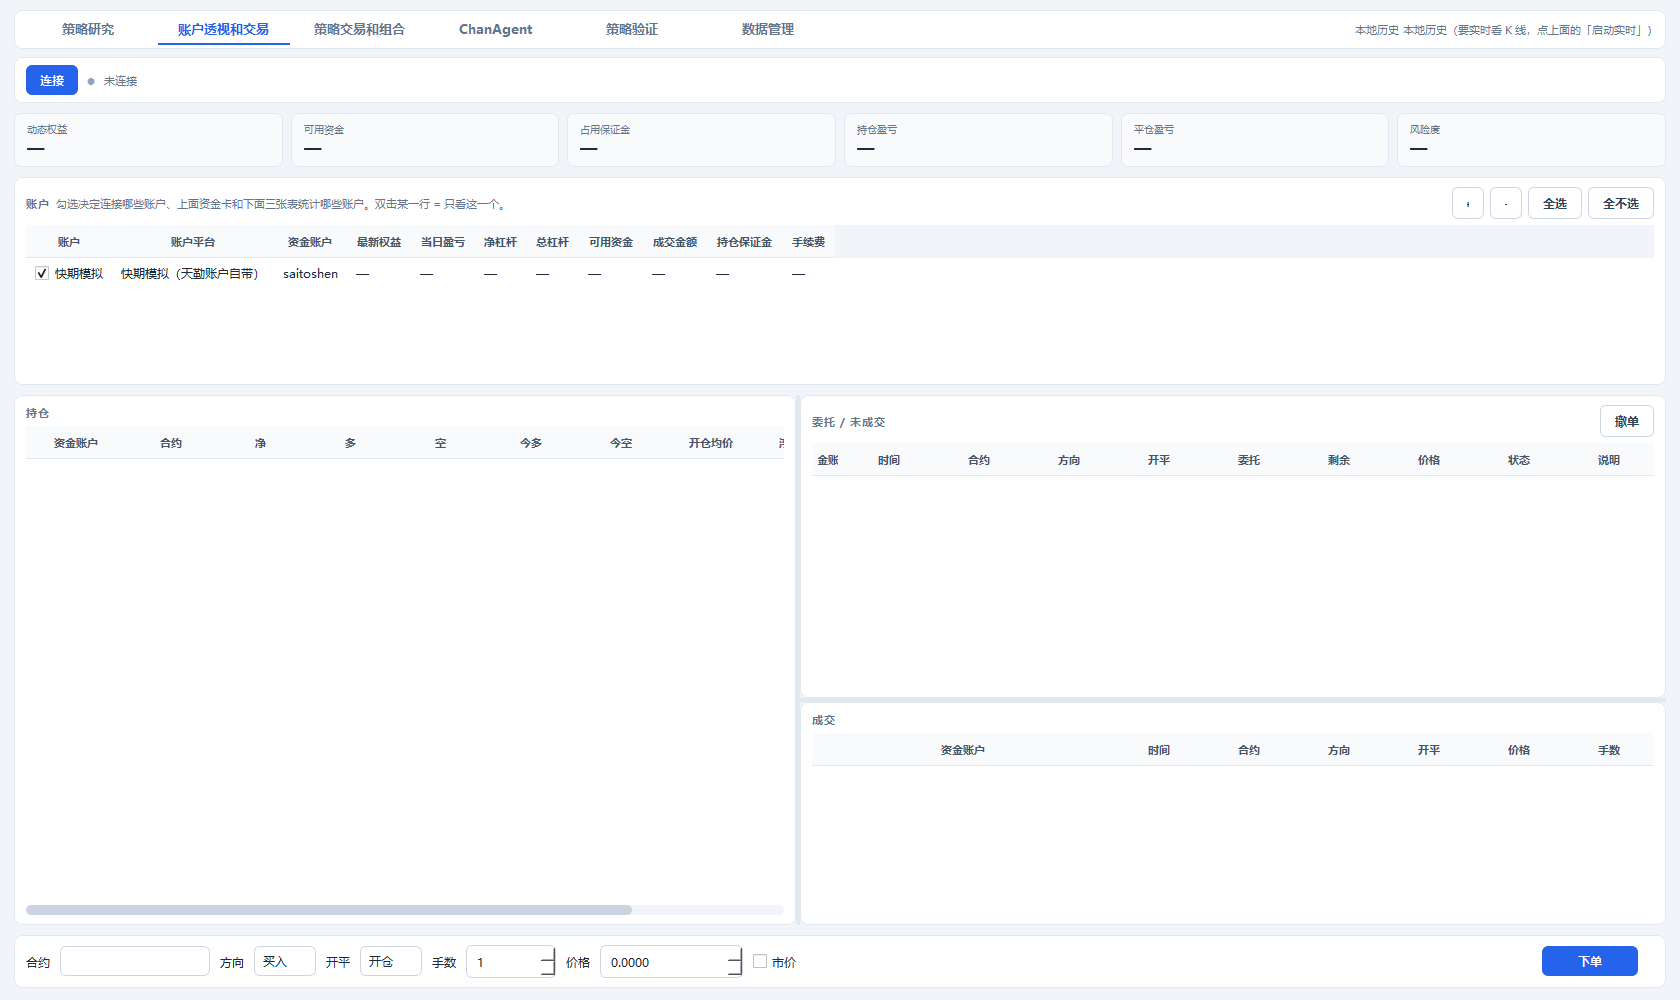 策略研究 账户透视和交易 策略交易和组合 ChanAgent 策略验证 数据管理 本地历史 本地历史（要实时看 K 线，点上面的「启动实时」）
连接 未连接
动态权益 可用资金 占用保证金 持仓盈亏 平仓盈亏 风险度
— — — — — —
账户 勾选决定连接哪些账户、上面资金卡和下面三张表统计哪些账户。双击某一行 = 只看这一个。 + - 全选 全不选
账户 账户平台 资金账户 最新权益 当日盈亏 净杠杆 总杠杆 可用资金 成交金额 持仓保证金 手续费
快期模拟 快期模拟（天勤账户自带） saitoshen — — — — — — — —
持仓
资金账户 合约 净 多 空 今多 今空 开仓均价
委托 / 未成交 撤单
金账 时间 合约 方向 开平 委托 剩余 价格 状态 说明
成交
资金账户 时间 合约 方向 开平 价格 手数
合约 方向 买入 开平 开仓 手数 1 价格 0.0000 市价 下单